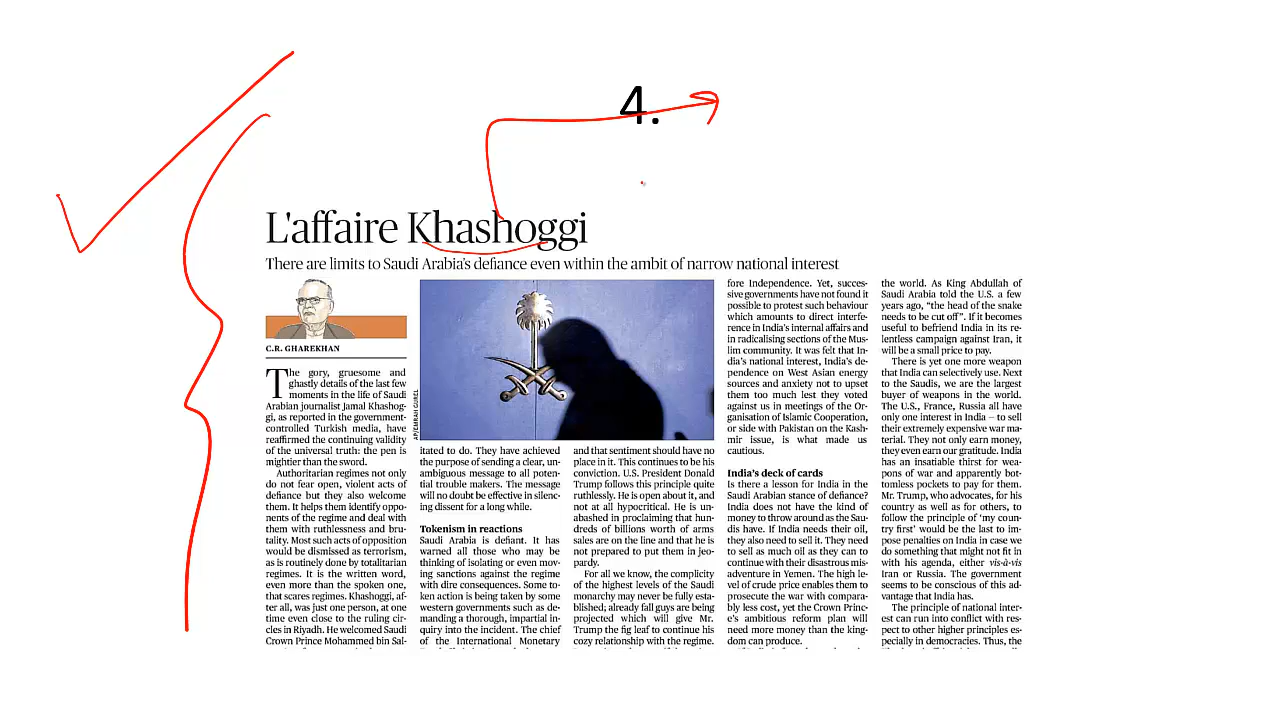 4.
L'affaire Khashoggi
There are limits to Saudi Arabia's defiance even within the ambit of narrow national interest
C.R. GHAREKHAN
The gory, gruesome and
ghastly details of the last few
moments in the life of Saudi
Arabian journalist Jamal Khashog-
gi, as reported in the government-
controlled Turkish media, have
reaffirmed the continuing validity
of the universal truth: the pen is
mightier than the sword.
Authoritarian regimes not only
do not fear open, violent acts of
defiance but they also welcome
them. It helps them identify oppo-
nents of the regime and deal with
them with ruthlessness and bru-
tality. Most such acts of opposition
would be dismissed as terrorism,
as is routinely done by totalitarian
regimes. It is the written word,
even more than the spoken one,
that scares regimes. Khashoggi, af-
ter all, was just one person, at one
time even close to the ruling cir-
cles in Riyadh. He welcomed Saudi
Crown Prince Mohammed bin Sal-
AP/EMRAH GUREL
itated to do. They have achieved
the purpose of sending a clear, un-
ambiguous message to all poten-
tial trouble makers. The message
will no doubt be effective in silenc-
ing dissent for a long while.
Tokenism in reactions
Saudi Arabia is defiant. It has
warned all those who may be
thinking of isolating or even mov-
ing sanctions against the regime
with dire consequences. Some to-
ken action is being taken by some
western governments such as de-
manding a thorough, impartial in-
quiry into the incident. The chief
of the International Monetary
and that sentiment should have no
place in it. This continues to be his
conviction. U.S. President Donald
Trump follows this principle quite
ruthlessly. He is open about it, and
not at all hypocritical. He is un-
abashed in proclaiming that hun-
dreds of billions worth of arms
sales are on the line and that he is
not prepared to put them in jeo-
pardy.
For all we know, the complicity
of the highest levels of the Saudi
monarchy may never be fully esta-
blished; already fall guys are being
projected which will give Mr.
Trump the fig leaf to continue his
cozy relationship with the regime.
fore Independence. Yet, succes-
sive governments have not found it
possible to protest such behaviour
which amounts to direct interfe-
rence in India's internal affairs and
in radicalising sections of the Mus-
lim community. It was felt that In-
dia's national interest, India's de-
pendence on West Asian energy
sources and anxiety not to upset
them too much lest they voted
against us in meetings of the Or-
ganisation of Islamic Cooperation,
or side with Pakistan on the Kash-
mir issue, is what made us
cautious.
India's deck of cards
Is there a lesson for India in the
Saudi Arabian stance of defiance?
India does not have the kind of
money to throw around as the Sau-
dis have. If India needs their oil,
they also need to sell it. They need
to sell as much oil as they can to
continue with their disastrous mis-
adventure in Yemen. The high le-
vel of crude price enables them to
prosecute the war with compara-
bly less cost, yet the Crown Princ-
e's ambitious reform plan will
need more money than the king-
dom can produce.
the world. As King Abdullah of
Saudi Arabia told the U.S. a few
years ago, "the head of the snake
needs to be cut off". If it becomes
useful to befriend India in its re-
lentless campaign against Iran, it
will be a small price to pay.
There is yet one more weapon
that India can selectively use. Next
to the Saudis, we are the largest
buyer of weapons in the world.
The U.S., France, Russia all have
only one interest in India – to sell
their extremely expensive war ma-
terial. They not only earn money,
they even earn our gratitude. India
has an insatiable thirst for wea-
pons of war and apparently bot-
tomless pockets to pay for them.
Mr. Trump, who advocates, for his
country as well as for others, to
follow the principle of 'my coun-
try first' would be the last to im-
pose penalties on India in case we
do something that might not fit in
with his agenda, either vis-à-vis
Iran or Russia. The government
seems to be conscious of this ad-
vantage that India has.
The principle of national inter-
est can run into conflict with res-
pect to other higher principles es-
pecially in democracies. Thus, the